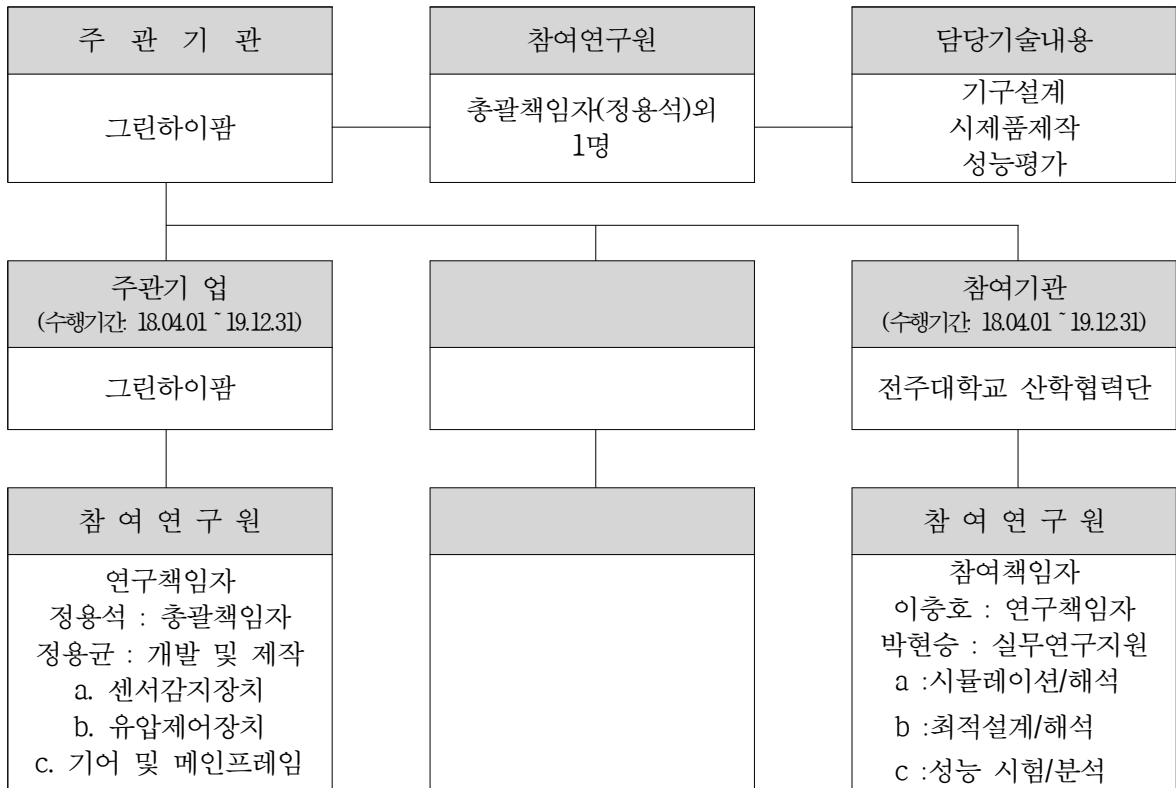 주 관 기 관
그린하이팜
참여연구원
총괄책임자(정용석)외
1명
담당기술내용
기구설계
시제품제작
성능평가
주관기 업
(수행기간: 18.04.01 ~ 19.12.31)
그린하이팜
참여기관
(수행기간: 18.04.01 ~ 19.12.31)
전주대학교 산학협력단
참 여 연 구 원
연구책임자
정용석 : 총괄책임자
정용균 : 개발 및 제작
a. 센서감지장치
b. 유압제어장치
c. 기어 및 메인프레임
참 여 연 구 원
참여책임자
이충호 : 연구책임자
박현승 : 실무연구지원
a :시뮬레이션/해석
b :최적설계/해석
c :성능 시험/분석